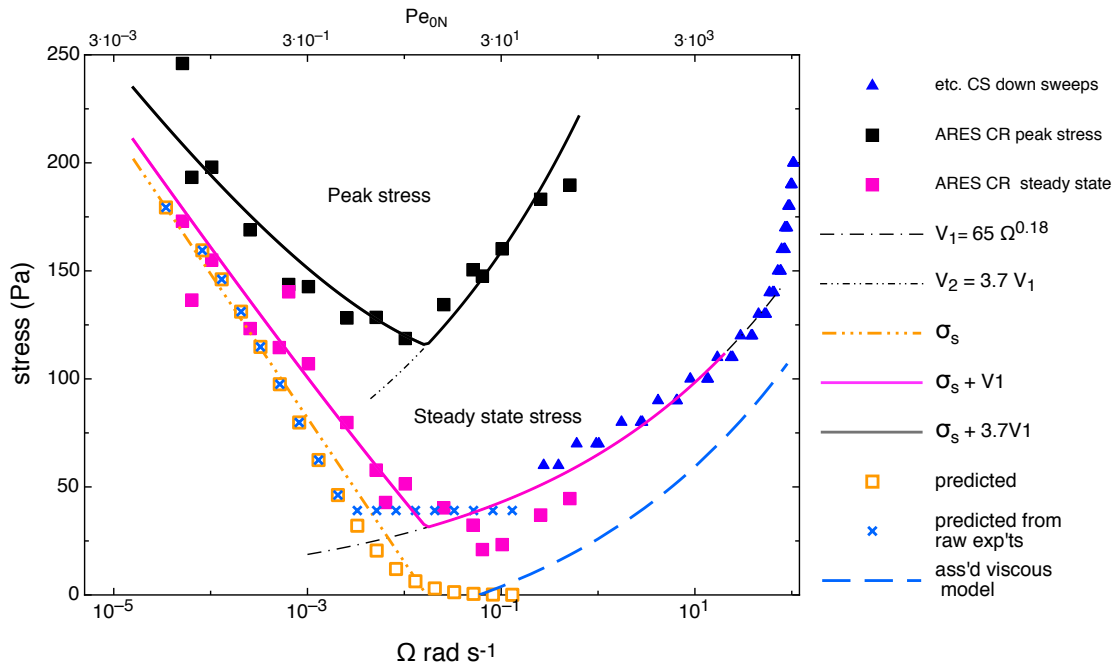 Pe0N
3·10⁻³ 3·10⁻¹ 3·10¹ 3·10³
250
200
150
100
50
0
stress (Pa)
Peak stress
Steady state stress
10⁻⁵ 10⁻³ 10⁻¹ 10¹
Ω rad s⁻¹
etc. CS down sweeps
ARES CR peak stress
ARES CR steady state
V₁= 65 Ω^0.18
V₂ = 3.7 V₁
σₛ
σₛ + V1
σₛ + 3.7V1
predicted
predicted from
raw exp'ts
ass'd viscous
model